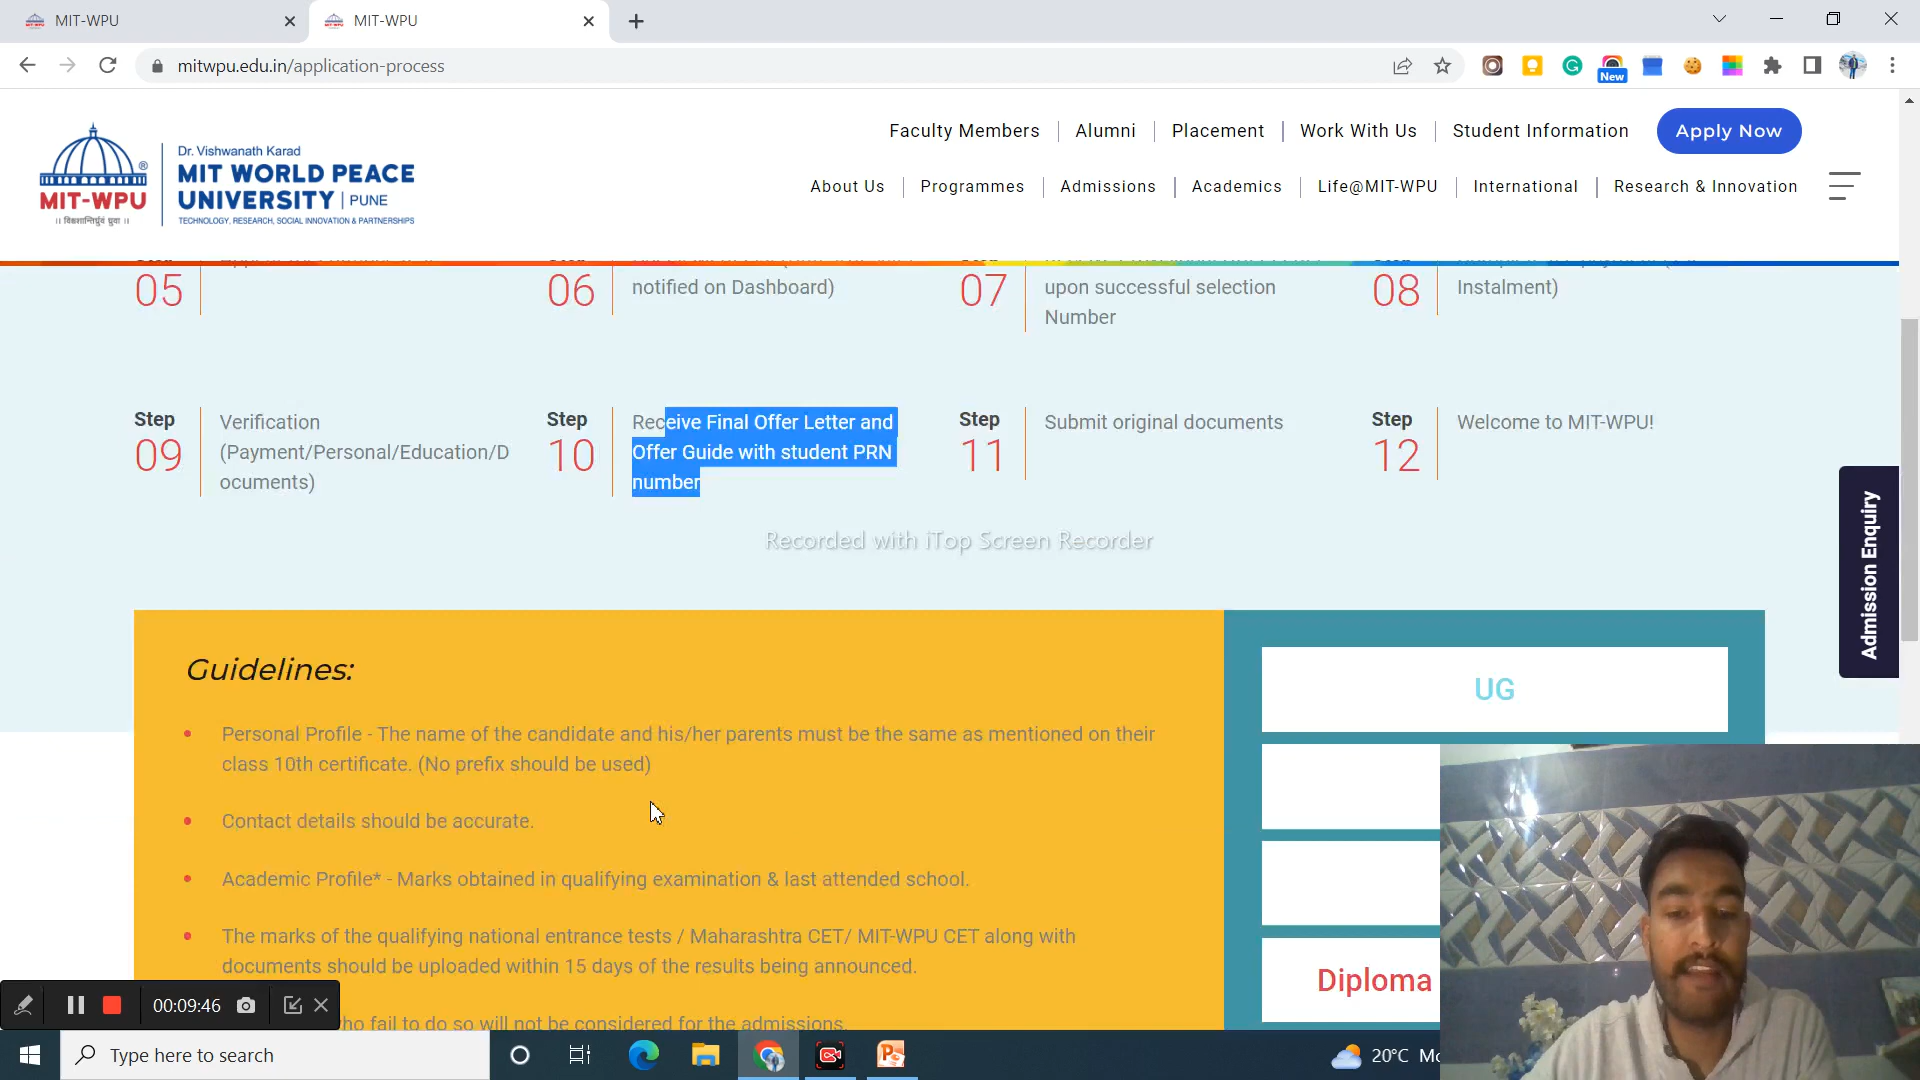 MIT-WPU
MIT-WPU
mitwpu.edu.in/application-process
New
Faculty Members
Alumni
Placement
Work With Us
Student Information
Apply Now
Dr. Vishwanath Karad
MIT WORLD PEACE
UNIVERSITY | PUNE
TECHNOLOGY, RESEARCH, SOCIAL INNOVATION & PARTNERSHIPS
MIT-WPU
About Us
Programmes
Admissions
Academics
Life@MIT-WPU
International
Research & Innovation
05
06
notified on Dashboard)
07
upon successful selection
Number
08
Instalment)
Step
09
Verification
(Payment/Personal/Education/D
ocuments)
Step
10
Receive Final Offer Letter and
Offer Guide with student PRN
number
Step
11
Submit original documents
Step
12
Welcome to MIT-WPU!
Admission Enquiry
Recorded with iTop Screen Recorder
Guidelines:
Personal Profile - The name of the candidate and his/her parents must be the same as mentioned on their
class 10th certificate. (No prefix should be used)
Contact details should be accurate.
Academic Profile* - Marks obtained in qualifying examination & last attended school.
The marks of the qualifying national entrance tests / Maharashtra CET/ MIT-WPU CET along with
documents should be uploaded within 15 days of the results being announced.
who fail to do so will not be considered for the admissions.
UG
Diploma
00:09:46
Type here to search
20°C